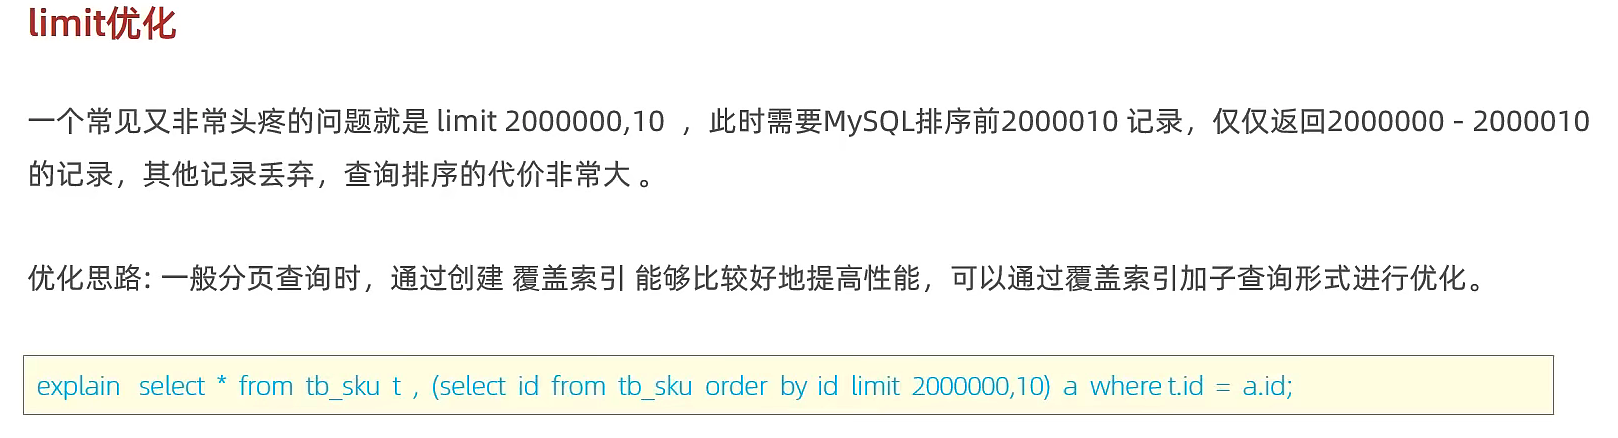 limit优化
一个常见又非常头疼的问题就是 limit 2000000,10 ，此时需要MySQL排序前2000010 记录，仅仅返回2000000 - 2000010
的记录，其他记录丢弃，查询排序的代价非常大 。
优化思路: 一般分页查询时，通过创建 覆盖索引 能够比较好地提高性能，可以通过覆盖索引加子查询形式进行优化。
explain select * from tb_sku t , (select id from tb_sku order by id limit 2000000,10) a where t.id = a.id;